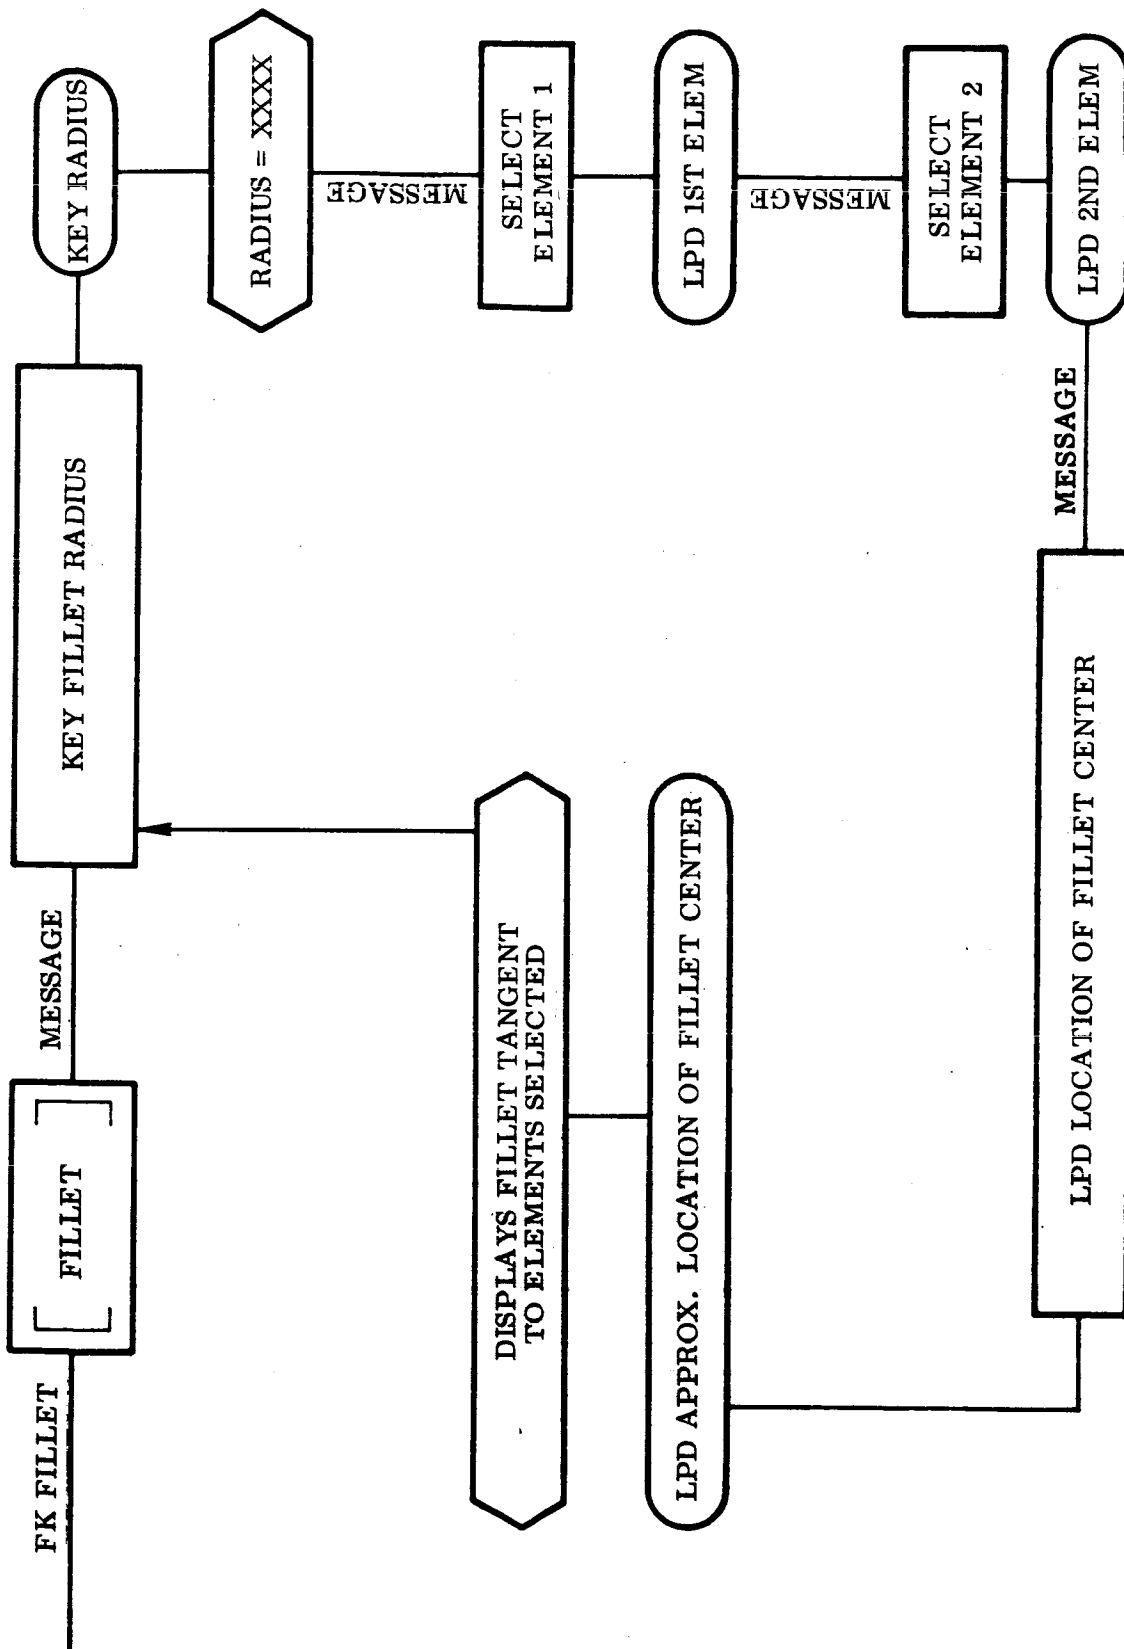 FK FILLET
FILLET
MESSAGE
KEY FILLET RADIUS
KEY RADIUS
RADIUS = XXXX
MESSAGE
SELECT
ELEMENT 1
LPD 1ST ELEM
MESSAGE
SELECT
ELEMENT 2
LPD 2ND ELEM
MESSAGE
LPD LOCATION OF FILLET CENTER
LPD APPROX. LOCATION OF FILLET CENTER
DISPLAYS FILLET TANGENT
TO ELEMENTS SELECTED